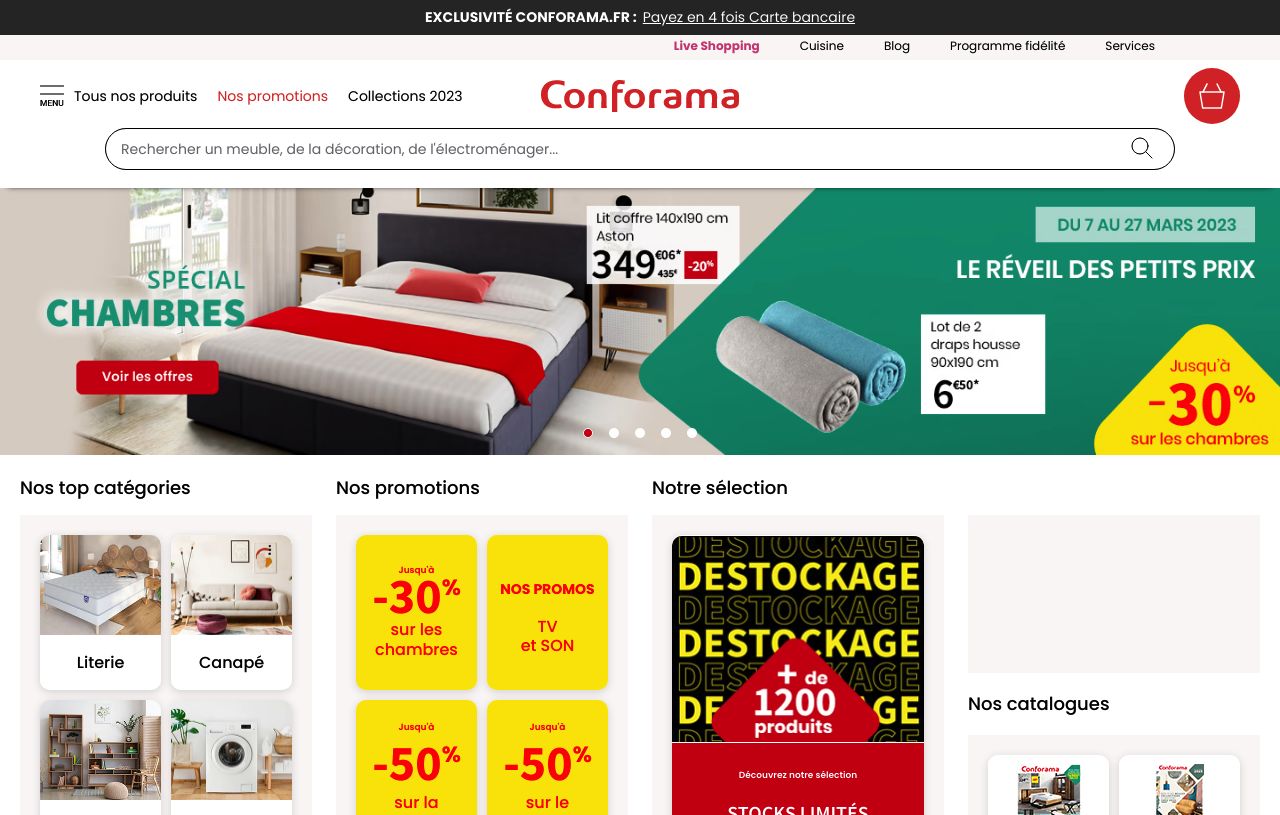 EXCLUSIVITÉ CONFORAMA.FR : Payez en 4 fois Carte bancaire
Live Shopping Cuisine Blog Programme fidélité Services
MENU Tous nos produits Nos promotions Collections 2023
Conforama
Rechercher un meuble, de la décoration, de l'électroménager...
SPÉCIAL
CHAMBRES
Voir les offres
Lit coffre 140x190 cm
Aston
349€06*
435€
-20%
DU 7 AU 27 MARS 2023
LE RÉVEIL DES PETITS PRIX
Lot de 2
draps housse
90x190 cm
6€50*
Jusqu'à
-30%
sur les chambres
Nos top catégories
Literie
Canapé
Nos promotions
Jusqu'à
-30%
sur les
chambres
NOS PROMOS
TV
et SON
Jusqu'à
-50%
sur la
Jusqu'à
-50%
sur le
Notre sélection
DESTOCKAGE
DESTOCKAGE
DESTOCKAGE
DESTOCKAGE
+ de
1200
produits
Découvrez notre sélection
STOCKS LIMITÉS
Nos catalogues
Conforama
Conforama